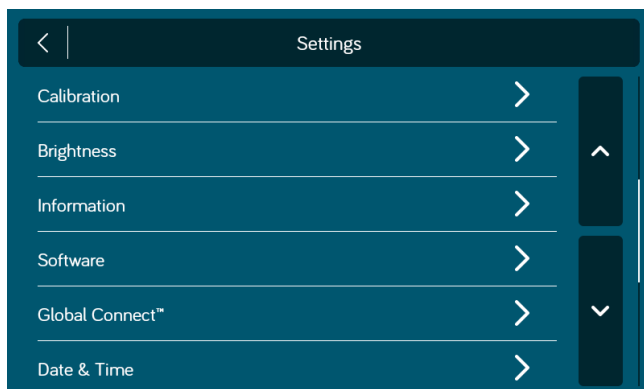 Settings
Calibration
Brightness
Information
Software
Global Connect™
Date & Time